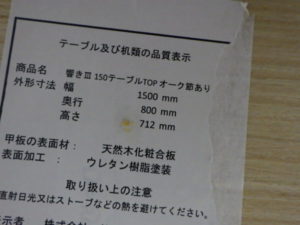 テーブル及び机類の品質表示
商品名 響きⅢ 150テーブルTOP オーク節あり
外形寸法 幅 1500 mm
奥行 800 mm
高さ 712 mm
甲板の表面材: 天然木化粧合板
表面加工: ウレタン樹脂塗装
取り扱い上の注意
直射日光又はストーブなどの熱を避けてください。
示者 株式会